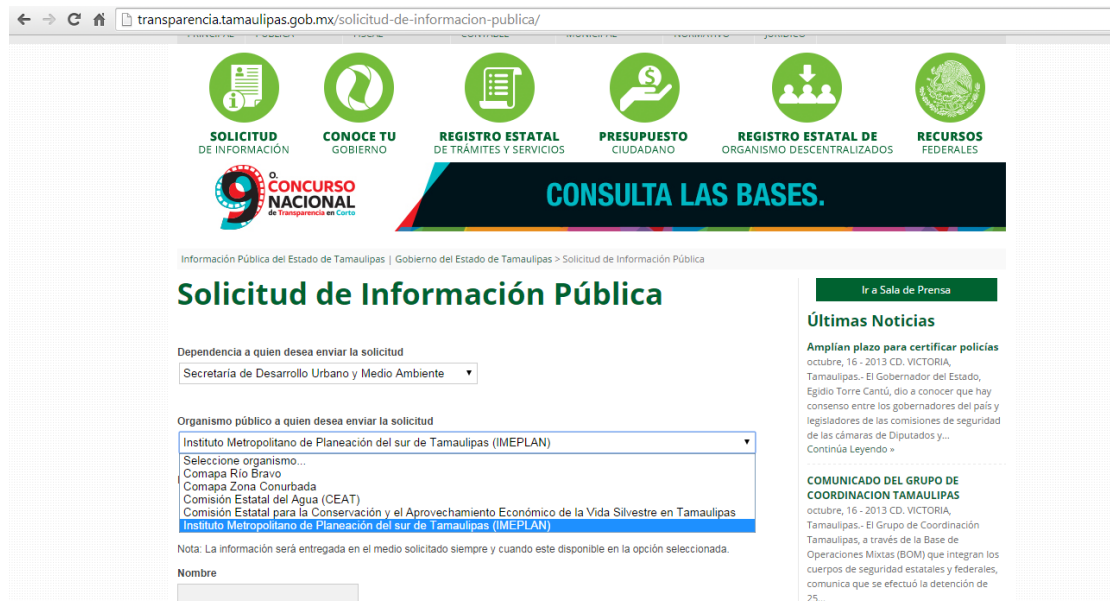 transparencia.tamaulipas.gob.mx/solicitud-de-informacion-publica/
PRINCIPAL PÚBLICA FISCAL CONTABLE MUNICIPAL NORMATIVO JURÍDICO
SOLICITUD
DE INFORMACIÓN
CONOCE TU
GOBIERNO
REGISTRO ESTATAL
DE TRÁMITES Y SERVICIOS
PRESUPUESTO
CIUDADANO
REGISTRO ESTATAL DE
ORGANISMO DESCENTRALIZADOS
RECURSOS
FEDERALES
9O.
CONCURSO
NACIONAL
de Transparencia en Corto
CONSULTA LAS BASES.
Información Pública del Estado de Tamaulipas | Gobierno del Estado de Tamaulipas > Solicitud de Información Pública
Solicitud de Información Pública
Dependencia a quien desea enviar la solicitud
Secretaría de Desarrollo Urbano y Medio Ambiente
Organismo público a quien desea enviar la solicitud
Instituto Metropolitano de Planeación del sur de Tamaulipas (IMEPLAN)
Seleccione organismo...
Comapa Río Bravo
Comapa Zona Conurbada
Comisión Estatal del Agua (CEAT)
Comisión Estatal para la Conservación y el Aprovechamiento Económico de la Vida Silvestre en Tamaulipas
Instituto Metropolitano de Planeación del sur de Tamaulipas (IMEPLAN)
Nota: La información será entregada en el medio solicitado siempre y cuando este disponible en la opción seleccionada.
Nombre
Ir a Sala de Prensa
Últimas Noticias
Amplían plazo para certificar policías
octubre, 16 - 2013 CD. VICTORIA,
Tamaulipas.- El Gobernador del Estado,
Egidio Torre Cantú, dio a conocer que hay
consenso entre los gobernadores del país y
legisladores de las comisiones de seguridad
de las cámaras de Diputados y...
Continúa Leyendo »
COMUNICADO DEL GRUPO DE
COORDINACION TAMAULIPAS
octubre, 16 - 2013 CD. VICTORIA,
Tamaulipas.- El Grupo de Coordinación
Tamaulipas, a través de la Base de
Operaciones Mixtas (BOM) que integran los
cuerpos de seguridad estatales y federales,
comunica que se efectuó la detención de
25...